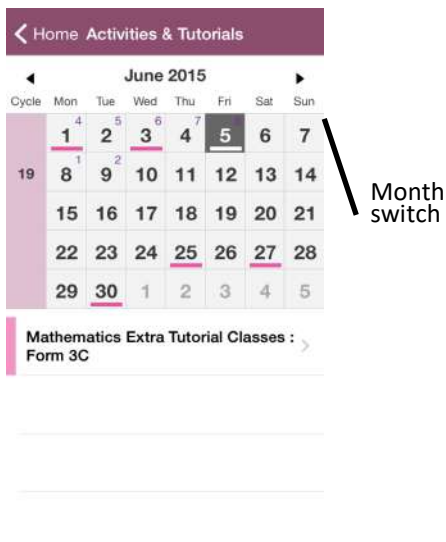 Home Activities & Tutorials
June 2015
Cycle Mon Tue Wed Thu Fri Sat Sun
1 4 2 5 3 6 4 7 5 6 7
19 8 1 9 2 10 11 12 13 14
15 16 17 18 19 20 21
22 23 24 25 26 27 28
29 30 1 2 3 4 5
Month
switch
Mathematics Extra Tutorial Classes :
Form 3C